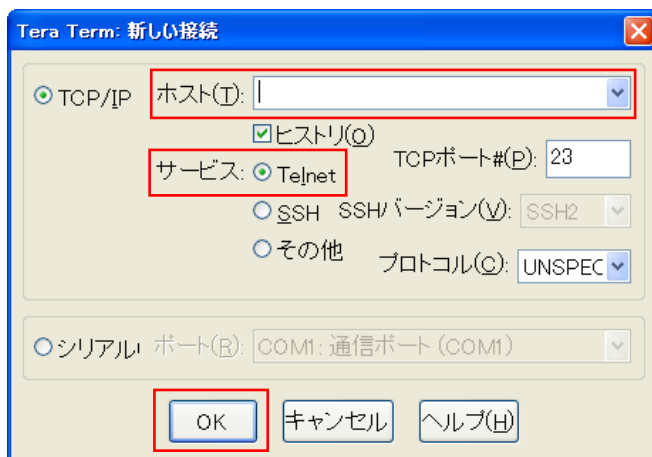 Tera Term: 新しい接続
TCP/IP ホスト(T):
ヒストリ(O)
サービス: Telnet TCPポート#(P): 23
SSH SSHバージョン(V): SSH2
その他 プロトコル(C): UNSPEC
シリアル ポート(R): COM1: 通信ポート (COM1)
OK キャンセル ヘルプ(H)